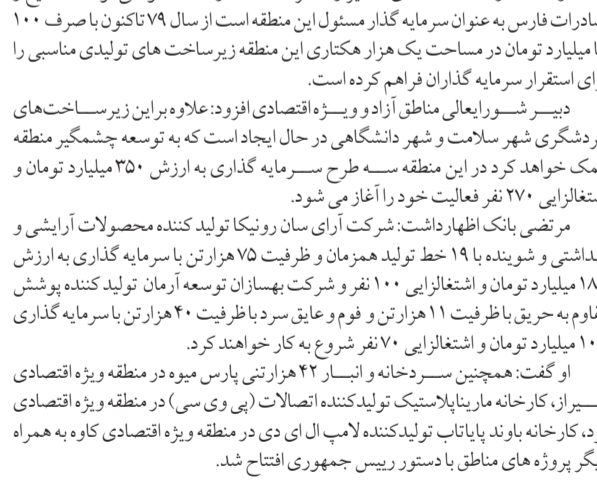 صادرات فارس به عنوان سرمایه گذار مسئول این منطقه است از سال ۷۹ تاکنون با صرف ۱۰۰
میلیارد تومان در مساحت یک هزار هکتاری این منطقه زیرساخت های تولیدی مناسبی را
برای استقرار سرمایه گذاران فراهم کرده است.
دبیر شورایعالی مناطق آزاد و ویژه اقتصادی افزود: علاوه براین زیرساخت‌های
گردشگری شهر سلامت و شهر دانشگاهی در حال ایجاد است که به توسعه چشمگیر منطقه
کمک خواهد کرد در این منطقه سه طرح سرمایه گذاری به ارزش ۳۵۰ میلیارد تومان و
اشتغالزایی ۲۷۰ نفر فعالیت خود را آغاز می شود.
مرتضی بانک اظهارداشت: شرکت آرای سان رونیکا تولید کننده محصولات آرایشی و
بهداشتی و شوینده با ۱۹ خط تولید همزمان و ظرفیت ۷۵ هزارتن با سرمایه گذاری به ارزش
میلیارد تومان و اشتغالزایی ۱۰۰ نفر و شرکت بهسازان توسعه آرمان تولید کننده پوشش
مقاوم به حریق باظرفیت ۱۱ هزارتن و فوم و عایق سرد باظرفیت ۴۰ هزارتن با سرمایه گذاری
میلیارد تومان و اشتغالزایی ۷۰ نفر شروع به کار خواهند کرد.
او گفت: همچنین سردخانه و انبار ۴۲ هزارتنی پارس میوه در منطقه ویژه اقتصادی
شیراز، کارخانه ماریناپلاستیک تولیدکننده اتصالات (پی وی سی) در منطقه ویژه اقتصادی
کارخانه باوند پایاتاب تولیدکننده لامپ ال ای دی در منطقه ویژه اقتصادی کاوه به همراه
دیگر پروژه های مناطق با دستور رییس جمهوری افتتاح شد.